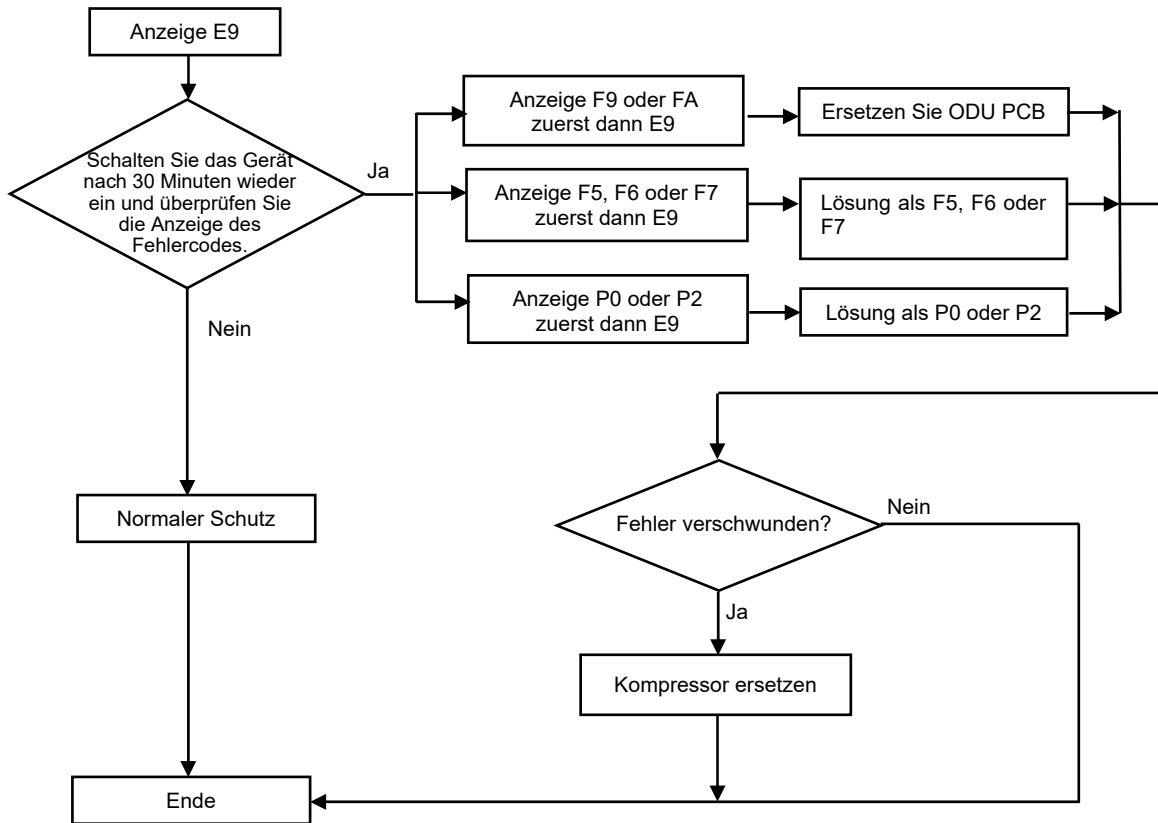 Anzeige E9
Schalten Sie das Gerät
nach 30 Minuten wieder
ein und überprüfen Sie
die Anzeige des
Fehlercodes.
Ja
Nein
Anzeige F9 oder FA
zuerst dann E9
Ersetzen Sie ODU PCB
Anzeige F5, F6 oder F7
zuerst dann E9
Lösung als F5, F6 oder
F7
Anzeige P0 oder P2
zuerst dann E9
Lösung als P0 oder P2
Normaler Schutz
Fehler verschwunden?
Nein
Ja
Kompressor ersetzen
Ende